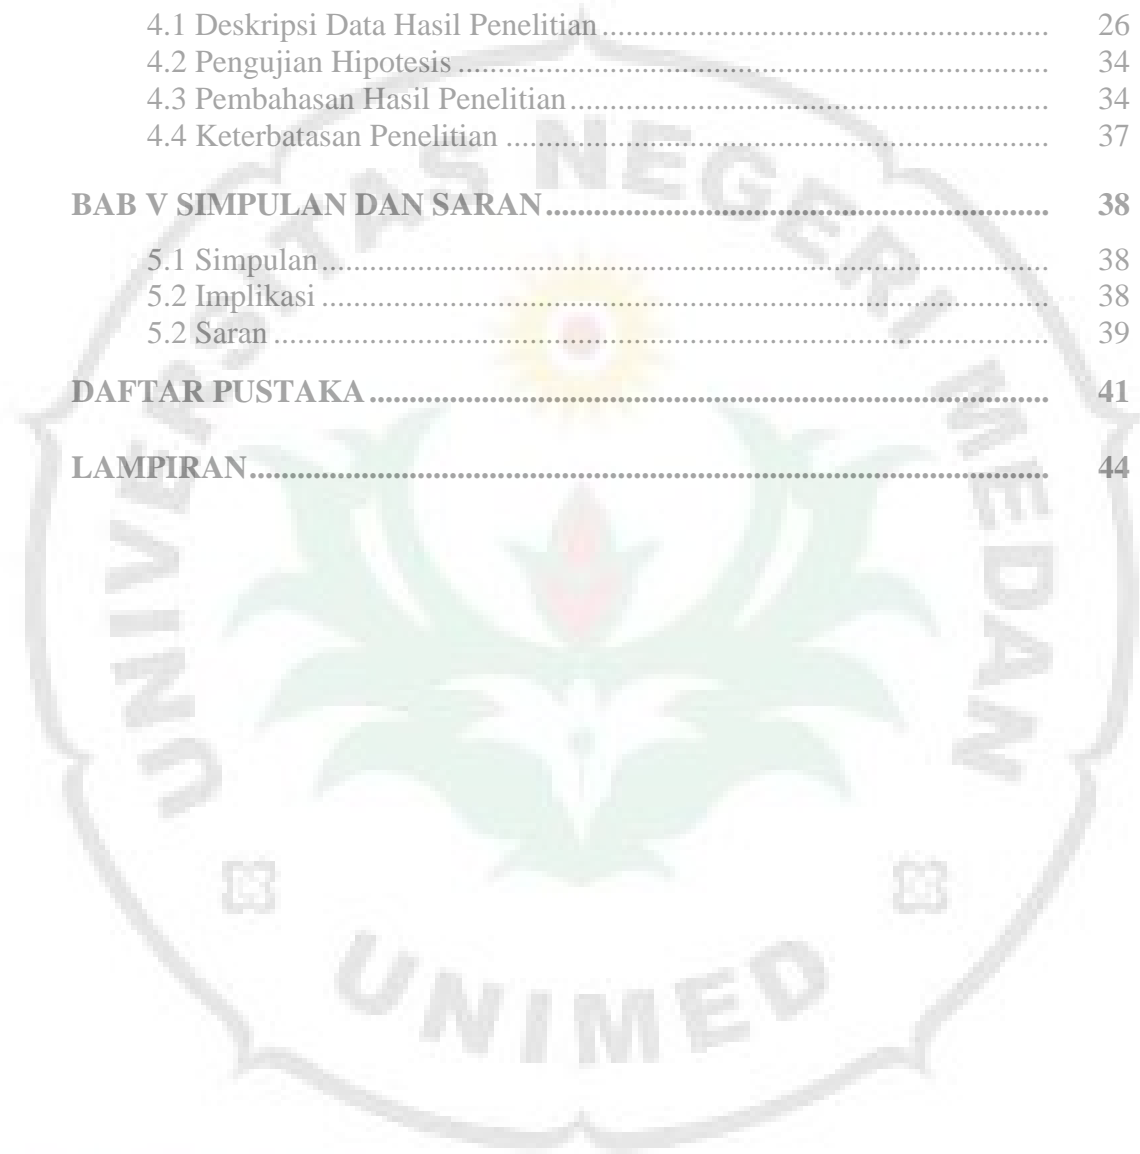 4.1 Deskripsi Data Hasil Penelitian ........................................................ 26
4.2 Pengujian Hipotesis .......................................................................... 34
4.3 Pembahasan Hasil Penelitian ............................................................ 34
4.4 Keterbatasan Penelitian .................................................................... 37
BAB V SIMPULAN DAN SARAN ............................................................... 38
5.1 Simpulan ........................................................................................... 38
5.2 Implikasi ........................................................................................... 38
5.2 Saran ................................................................................................. 39
DAFTAR PUSTAKA ..................................................................................... 41
LAMPIRAN .................................................................................................... 44
UNIVERSITAS NEGERI MEDAN
UNIMED